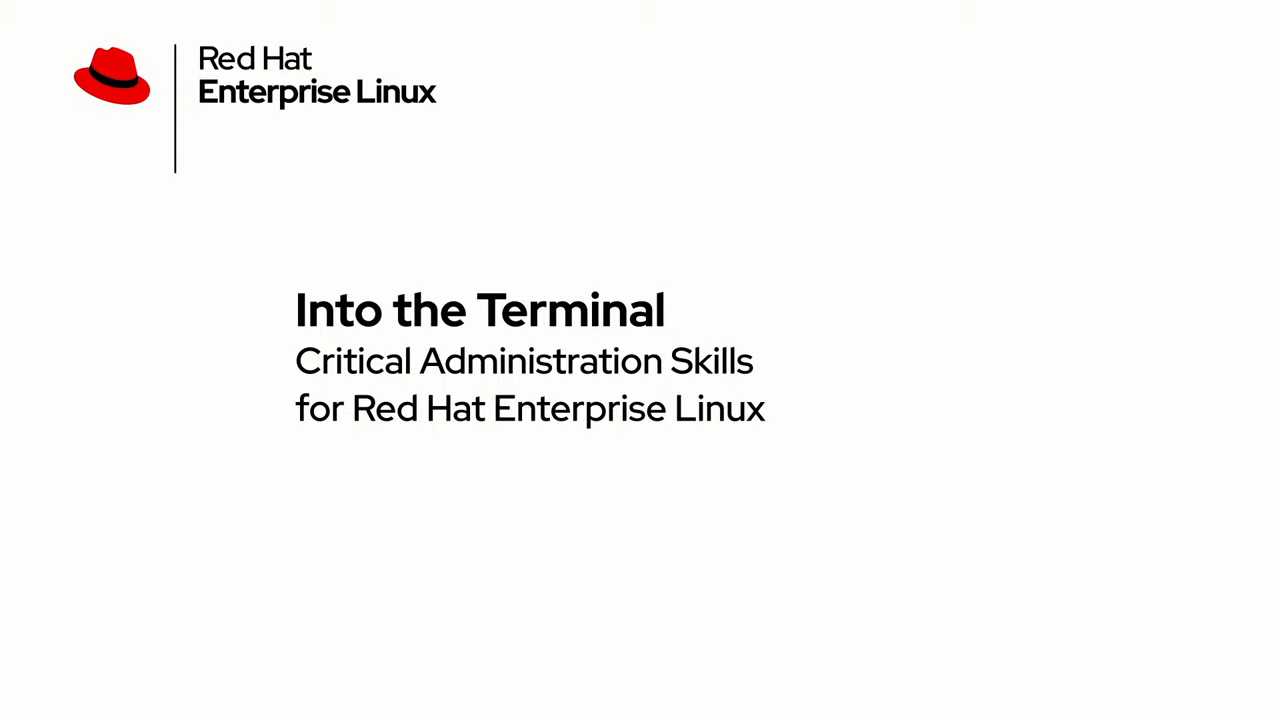 Red Hat
Enterprise Linux
Into the Terminal
Critical Administration Skills
for Red Hat Enterprise Linux